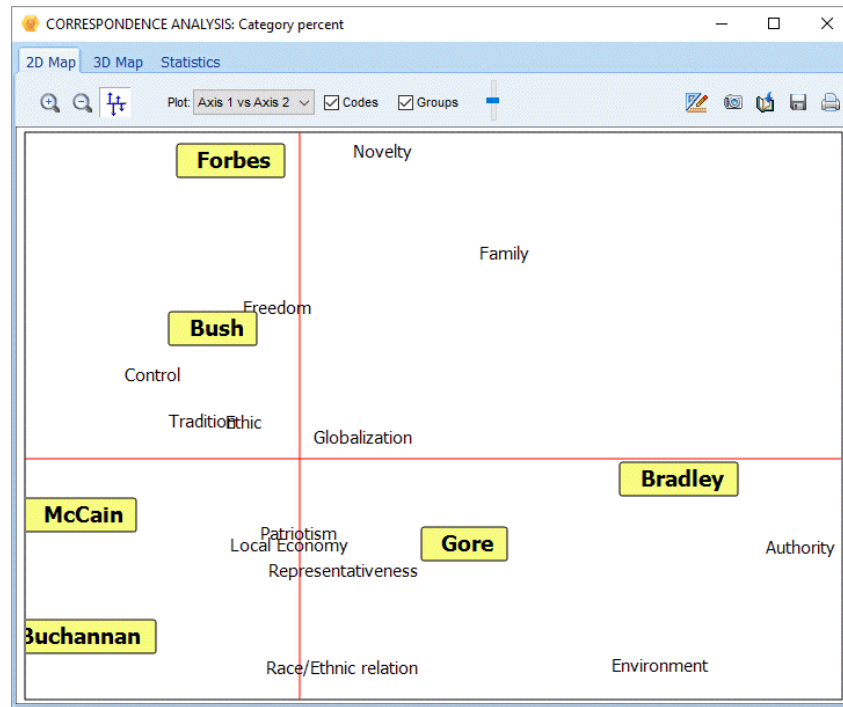 CORRESPONDENCE ANALYSIS: Category percent
2D Map 3D Map Statistics
Plot: Axis 1 vs Axis 2 Codes Groups
Forbes
Novelty
Family
Freedom
Bush
Control
Tradition
Ethic
Globalization
Bradley
McCain
Patriotism
Gore
Local Economy
Authority
Representativeness
Buchannan
Race/Ethnic relation
Environment